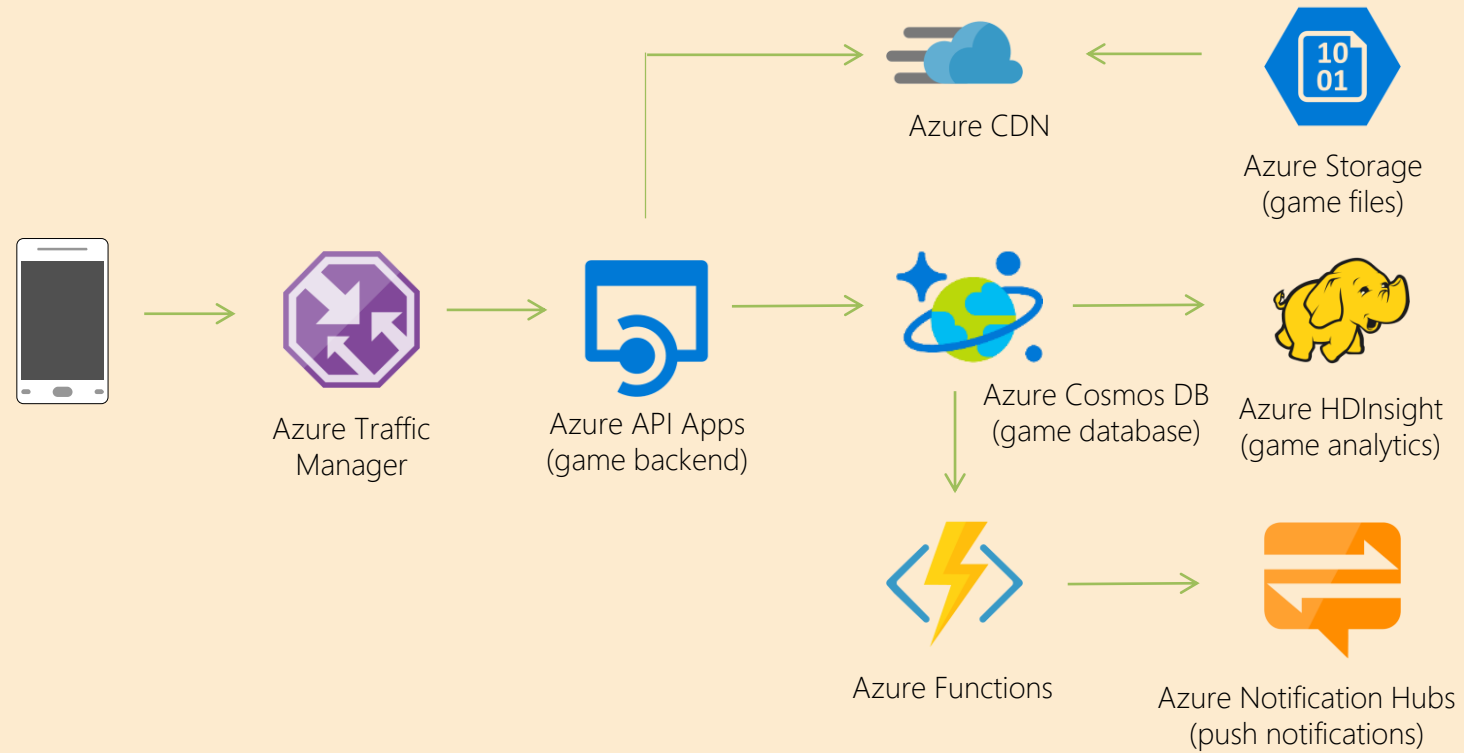 10
01
Azure CDN
Azure Storage
(game files)
Azure Traffic
Manager
Azure API Apps
(game backend)
Azure Cosmos DB
(game database)
Azure HDInsight
(game analytics)
Azure Functions
Azure Notification Hubs
(push notifications)